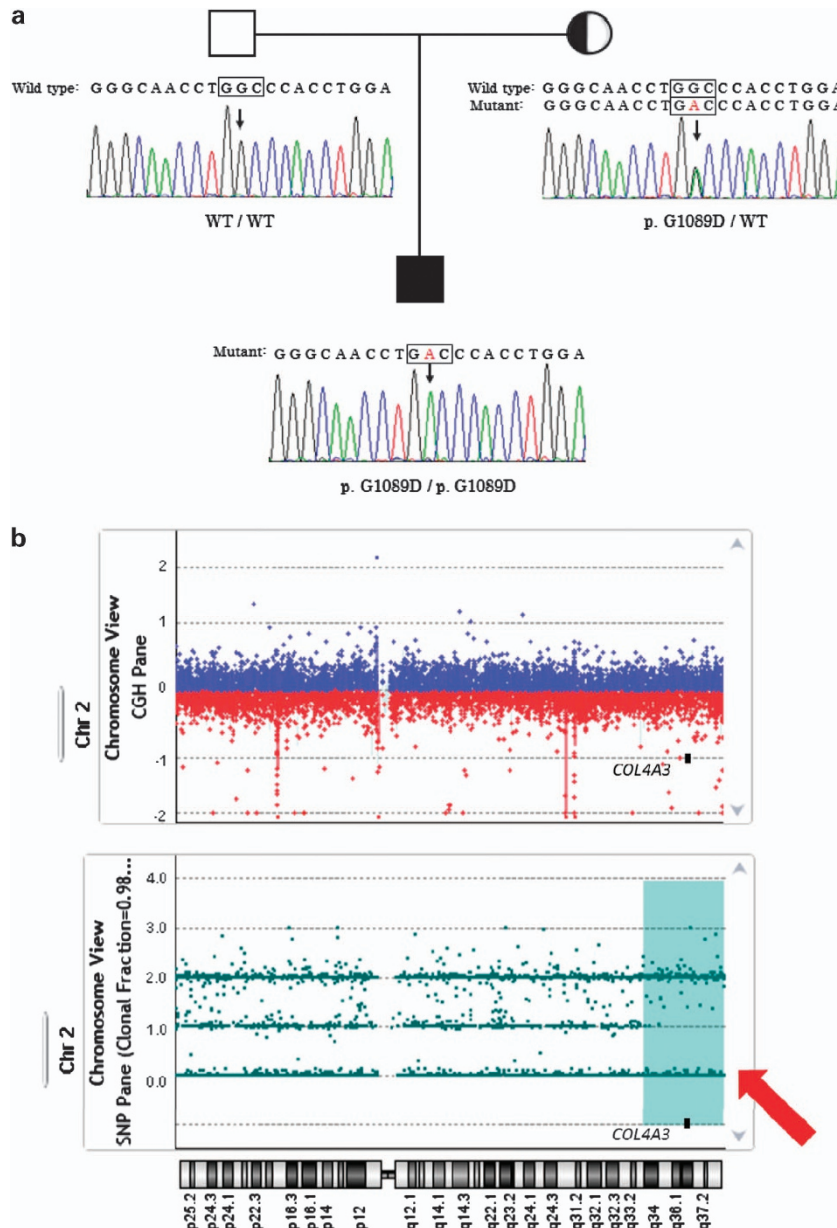 a
Wild type: G G G C A A C C T G G C C C A C C T G G A
WT / WT
Wild type: G G G C A A C C T G G C C C A C C T G G A
Mutant: G G G C A A C C T G A C C C A C C T G G A
p. G1089D / WT
Mutant: G G G C A A C C T G A C C C A C C T G G A
p. G1089D / p. G1089D
b
Chr 2
Chromosome View
CGH Pane
2
1
0
-1
-2
COL4A3
Chr 2
Chromosome View
SNP Pane (Clonal Fraction=0.98...
4.0
3.0
2.0
1.0
0.0
COL4A3
p25.2 p24.3 p24.1 p22.3 p16.3 p16.1 p14 p12 q12.1 q14.1 q14.3 q22.1 q23.2 q24.1 q24.3 q31.2 q32.1 q32.3 q33.2 q34 q36.1 q37.2